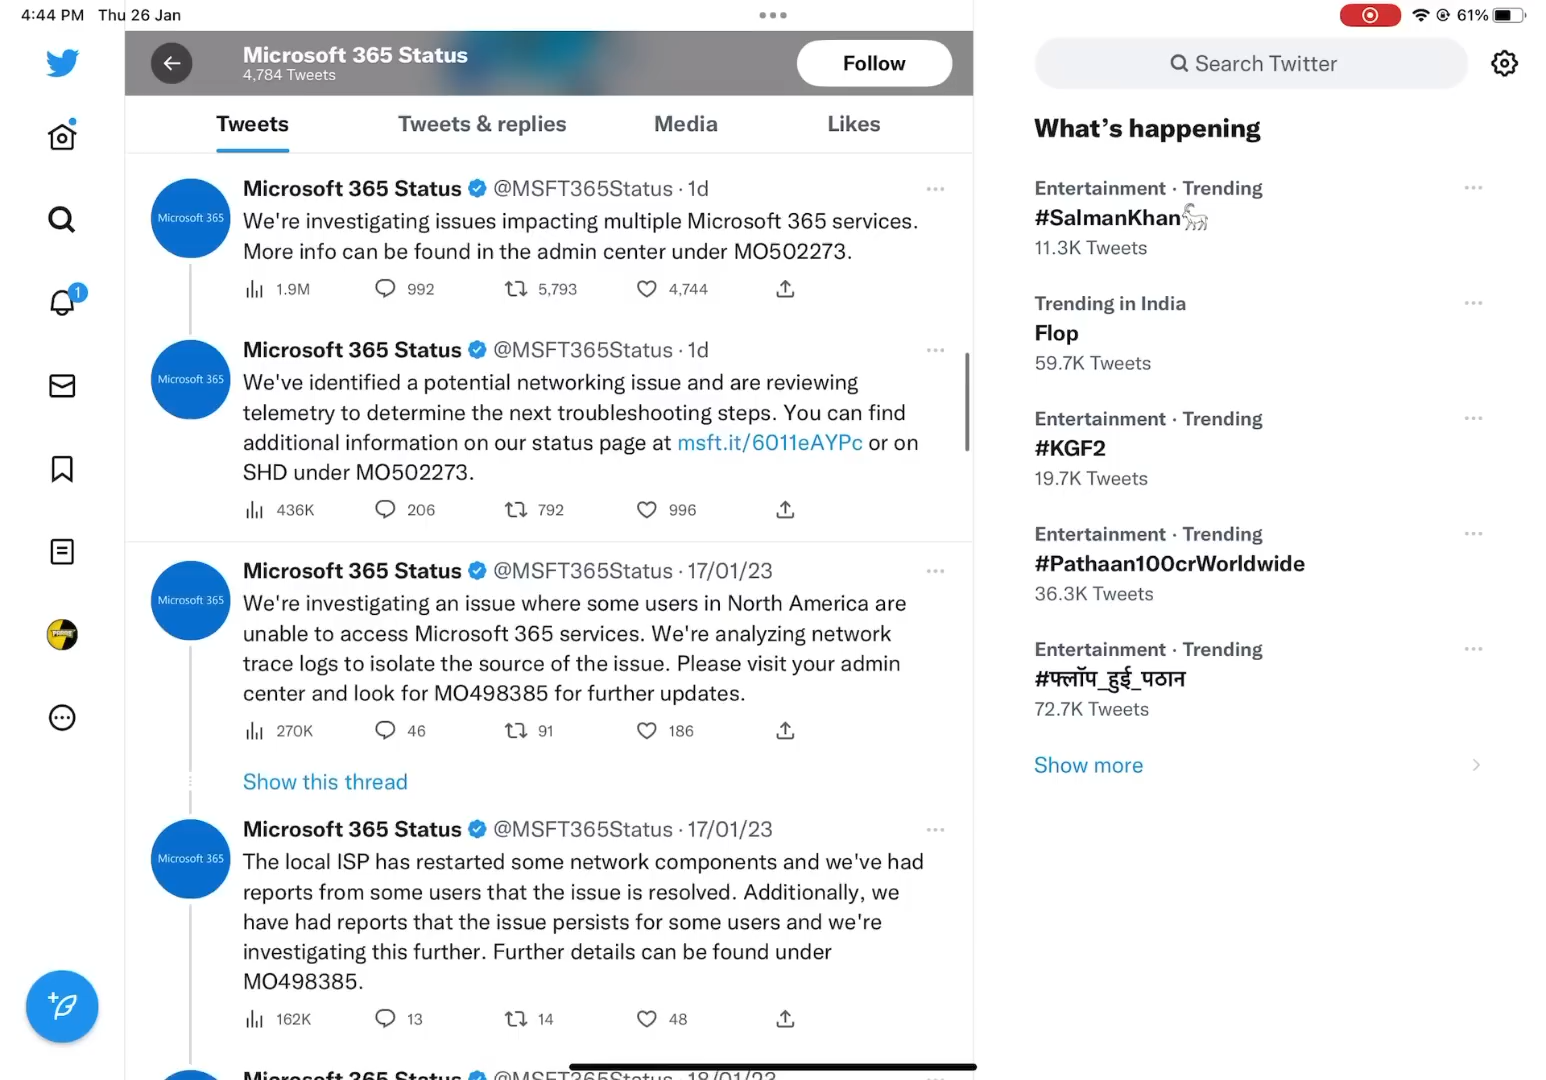 4:44 PM Thu 26 Jan
61%
Microsoft 365 Status
4,784 Tweets
Follow
Search Twitter
Tweets Tweets & replies Media Likes
Microsoft 365
Microsoft 365 Status @MSFT365Status · 1d
We're investigating issues impacting multiple Microsoft 365 services.
More info can be found in the admin center under MO502273.
1.9M 992 5,793 4,744
Microsoft 365
Microsoft 365 Status @MSFT365Status · 1d
We've identified a potential networking issue and are reviewing
telemetry to determine the next troubleshooting steps. You can find
additional information on our status page at msft.it/6011eAYPc or on
SHD under MO502273.
436K 206 792 996
Microsoft 365
Microsoft 365 Status @MSFT365Status · 17/01/23
We're investigating an issue where some users in North America are
unable to access Microsoft 365 services. We're analyzing network
trace logs to isolate the source of the issue. Please visit your admin
center and look for MO498385 for further updates.
270K 46 91 186
Show this thread
Microsoft 365
Microsoft 365 Status @MSFT365Status · 17/01/23
The local ISP has restarted some network components and we've had
reports from some users that the issue is resolved. Additionally, we
have had reports that the issue persists for some users and we're
investigating this further. Further details can be found under
MO498385.
162K 13 14 48
Microsoft 365 Status @MSFT365Status · 18/01/23
1
What's happening
Entertainment · Trending
#SalmanKhan
11.3K Tweets
Trending in India
Flop
59.7K Tweets
Entertainment · Trending
#KGF2
19.7K Tweets
Entertainment · Trending
#Pathaan100crWorldwide
36.3K Tweets
Entertainment · Trending
#फ्लॉप_हुई_पठान
72.7K Tweets
Show more